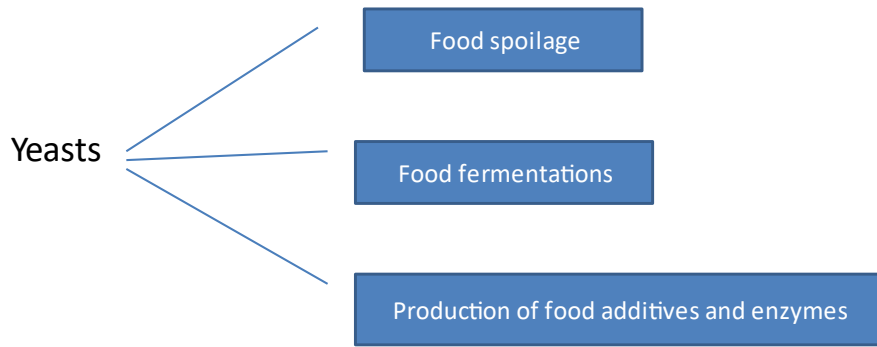 Food spoilage
Yeasts
Food fermentations
Production of food additives and enzymes